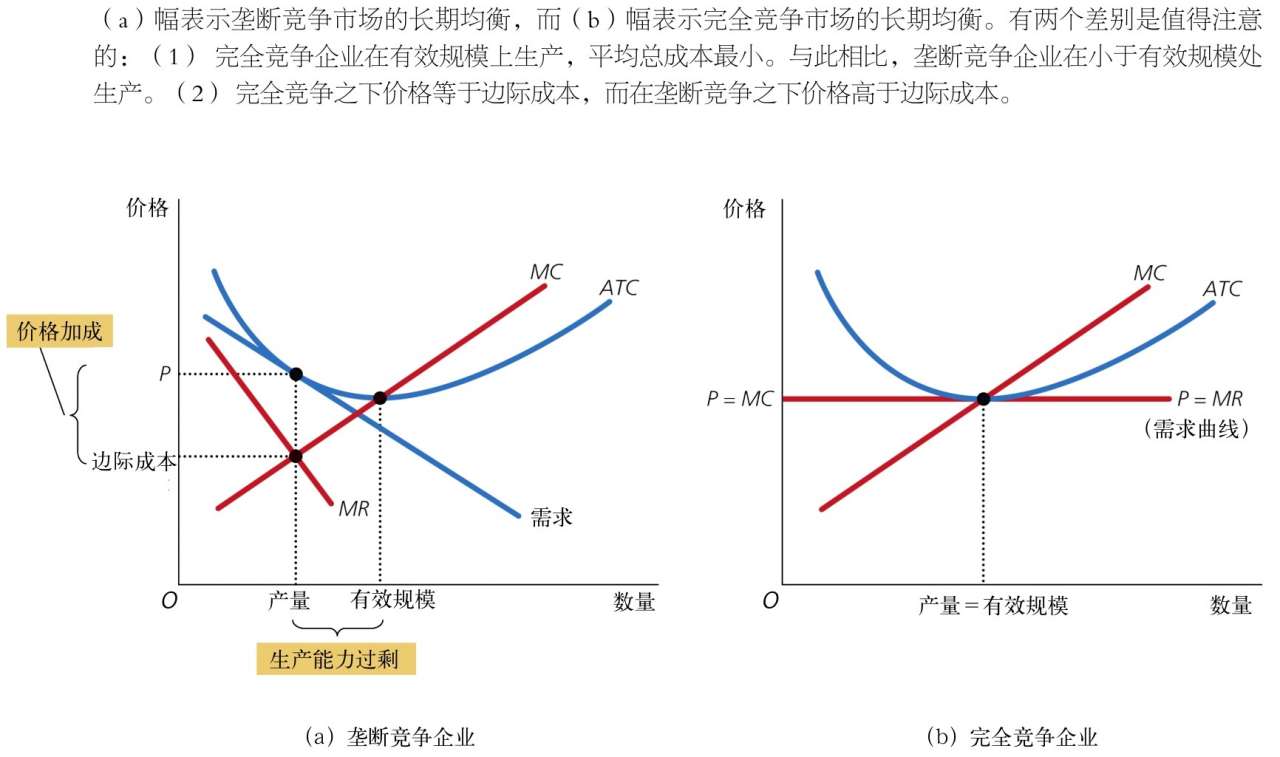 （a）幅表示垄断竞争市场的长期均衡，而（b）幅表示完全竞争市场的长期均衡。有两个差别是值得注意
的：（1） 完全竞争企业在有效规模上生产，平均总成本最小。与此相比，垄断竞争企业在小于有效规模处
生产。（2） 完全竞争之下价格等于边际成本，而在垄断竞争之下价格高于边际成本。
价格
MC
ATC
价格加成
P
边际成本
MR
需求
O
产量
有效规模
数量
生产能力过剩
（a）垄断竞争企业
价格
MC
ATC
P = MC
P = MR
（需求曲线）
O
产量＝有效规模
数量
（b）完全竞争企业